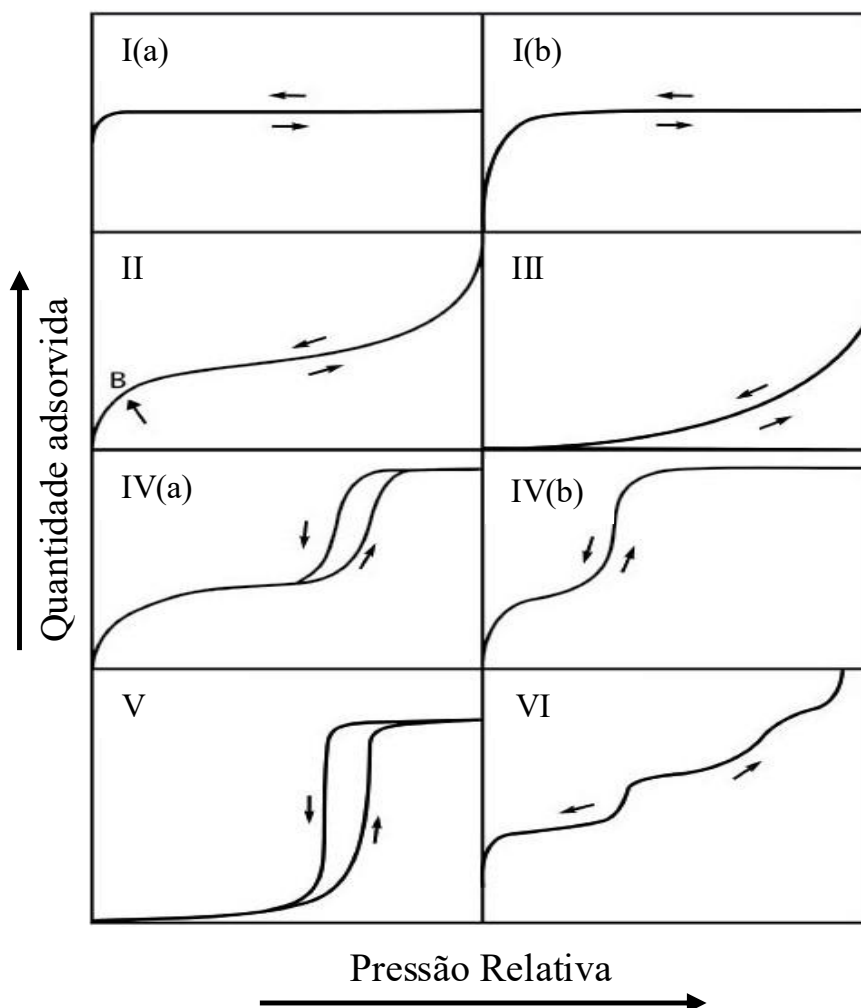 I(a)
I(b)
II
III
B
IV(a)
IV(b)
V
VI
Quantidade adsorvida
Pressão Relativa